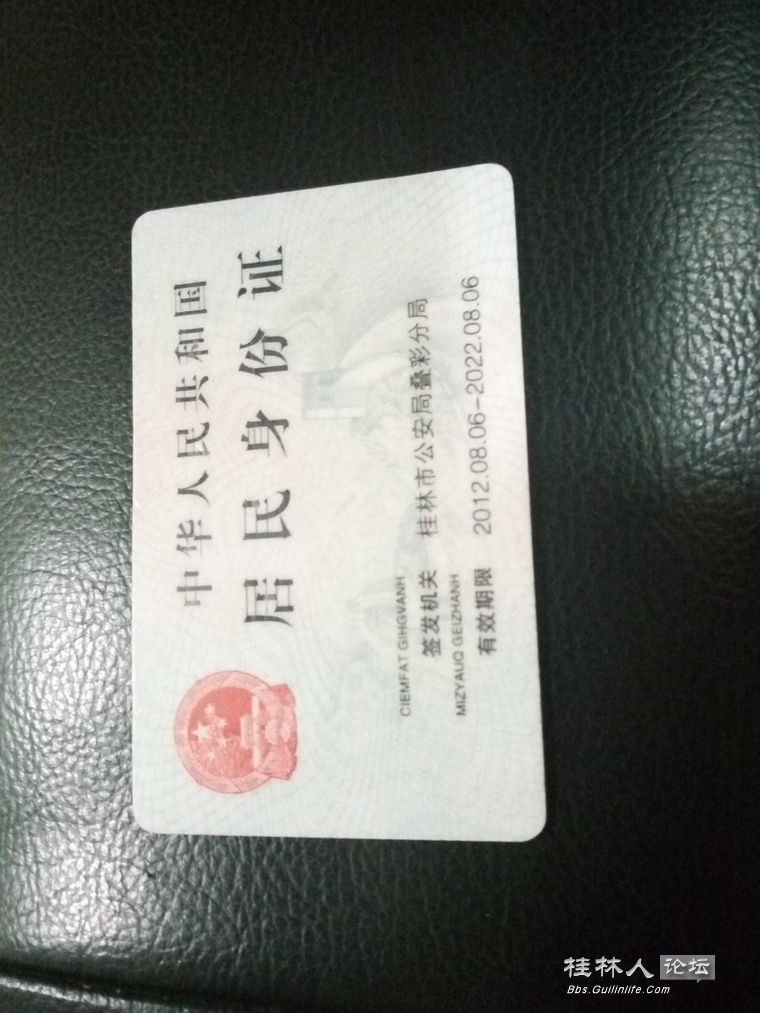 中华人民共和国
居民身份证
CIEMFAT GIHGVANH
签发机关 桂林市公安局叠彩分局
MIZYAUQ GEIZHANH
有效期限 2012.08.06-2022.08.06
桂林人论坛
Bbs.Guilinlife.Com